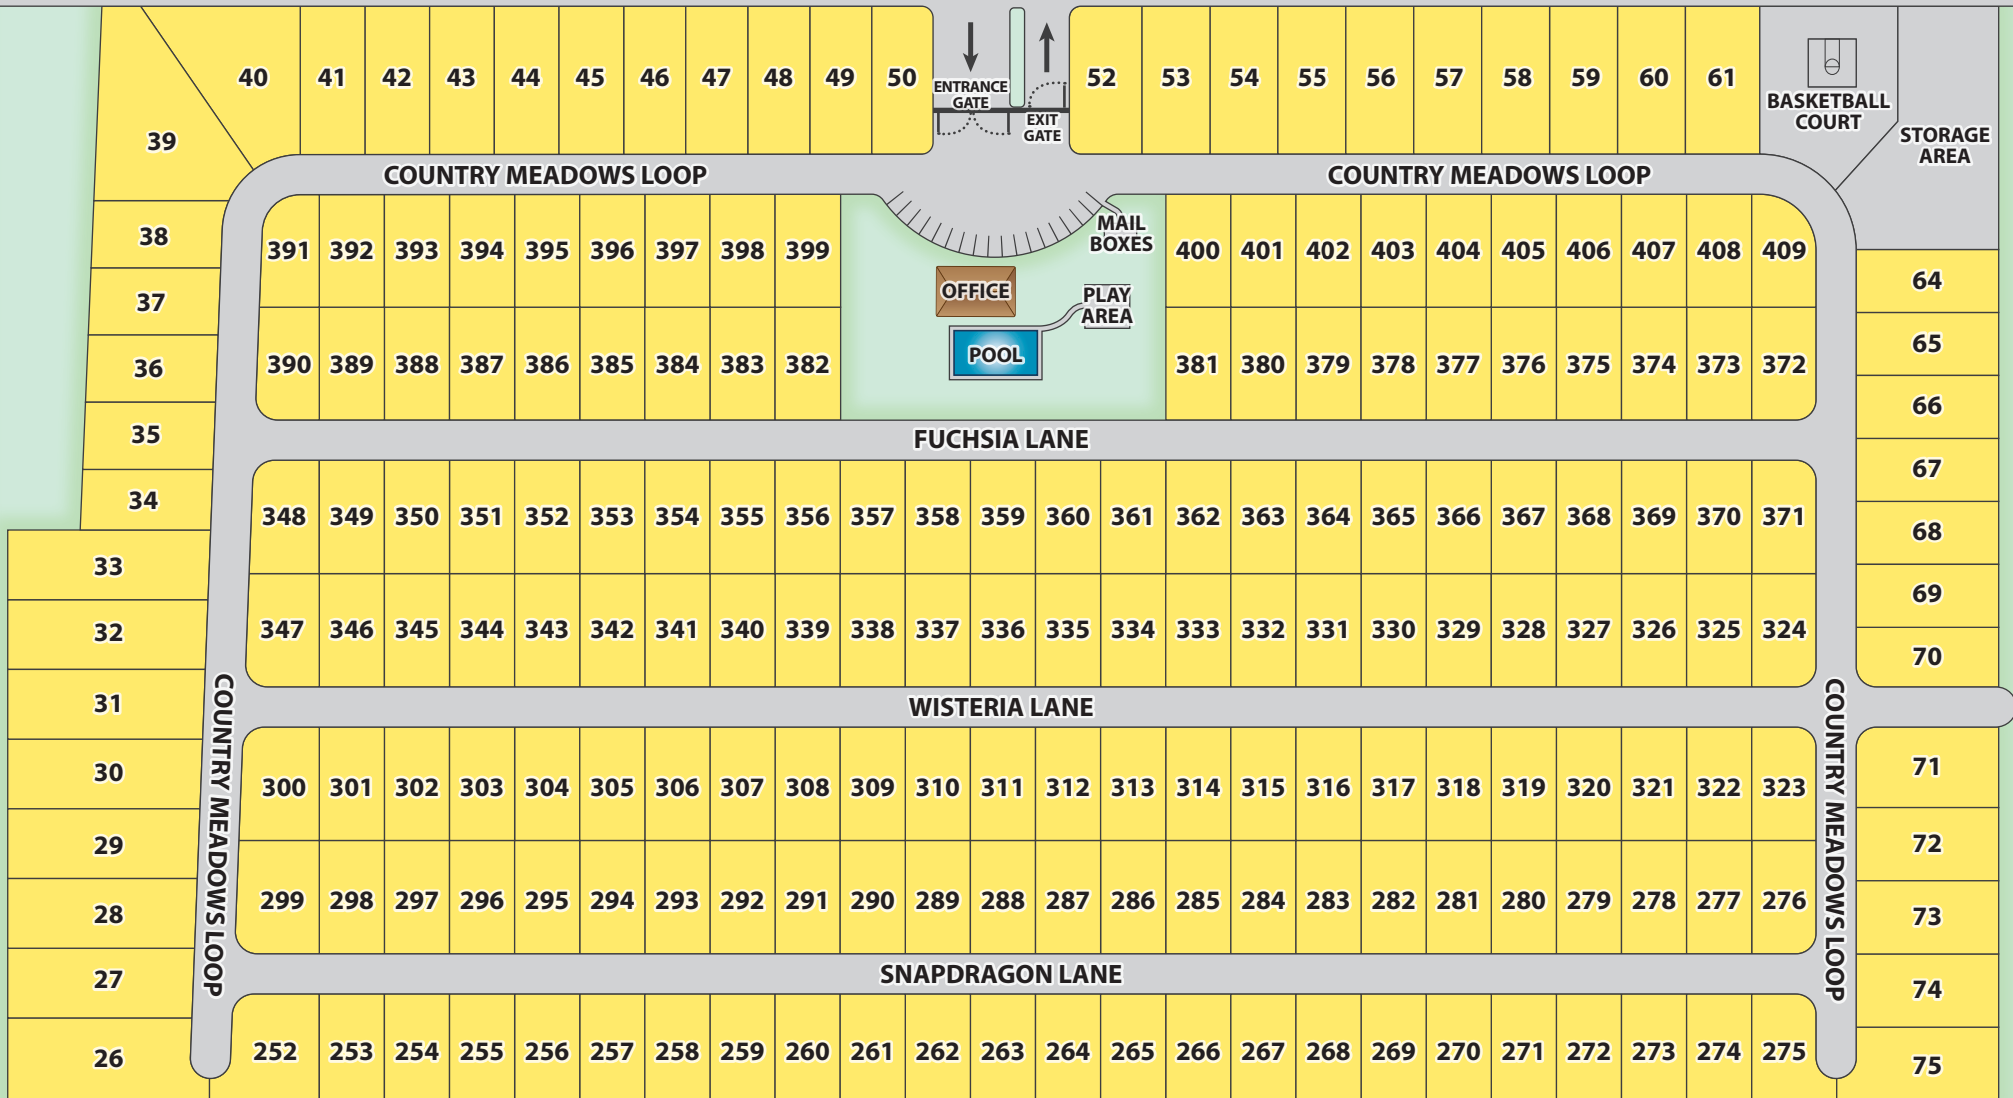 40 41 42 43 44 45 46 47 48 49 50
ENTRANCE
GATE
EXIT
GATE
52 53 54 55 56 57 58 59 60 61
BASKETBALL
COURT
STORAGE
AREA
39
COUNTRY MEADOWS LOOP
COUNTRY MEADOWS LOOP
38
37
36
35
34
33
32
31
30
29
28
27
26
391 392 393 394 395 396 397 398 399
390 389 388 387 386 385 384 383 382
MAIL
BOXES
OFFICE
PLAY
AREA
POOL
400 401 402 403 404 405 406 407 408 409
381 380 379 378 377 376 375 374 373 372
64
65
66
67
68
69
70
FUCHSIA LANE
348 349 350 351 352 353 354 355 356 357 358 359 360 361 362 363 364 365 366 367 368 369 370 371
347 346 345 344 343 342 341 340 339 338 337 336 335 334 333 332 331 330 329 328 327 326 325 324
COUNTRY MEADOWS LOOP
WISTERIA LANE
COUNTRY MEADOWS LOOP
300 301 302 303 304 305 306 307 308 309 310 311 312 313 314 315 316 317 318 319 320 321 322 323
299 298 297 296 295 294 293 292 291 290 289 288 287 286 285 284 283 282 281 280 279 278 277 276
71
72
73
74
75
SNAPDRAGON LANE
252 253 254 255 256 257 258 259 260 261 262 263 264 265 266 267 268 269 270 271 272 273 274 275